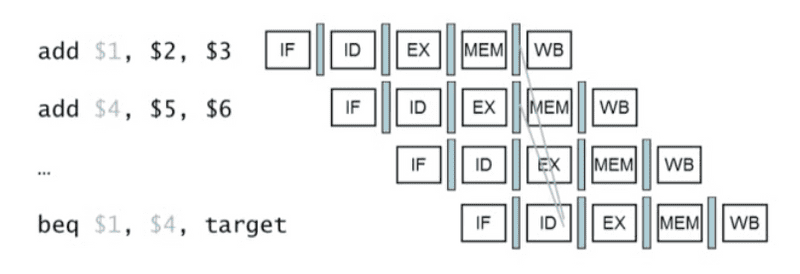 add $1, $2, $3 IF ID EX MEM WB
add $4, $5, $6 IF ID EX MEM WB
… IF ID EX MEM WB
beq $1, $4, target IF ID EX MEM WB